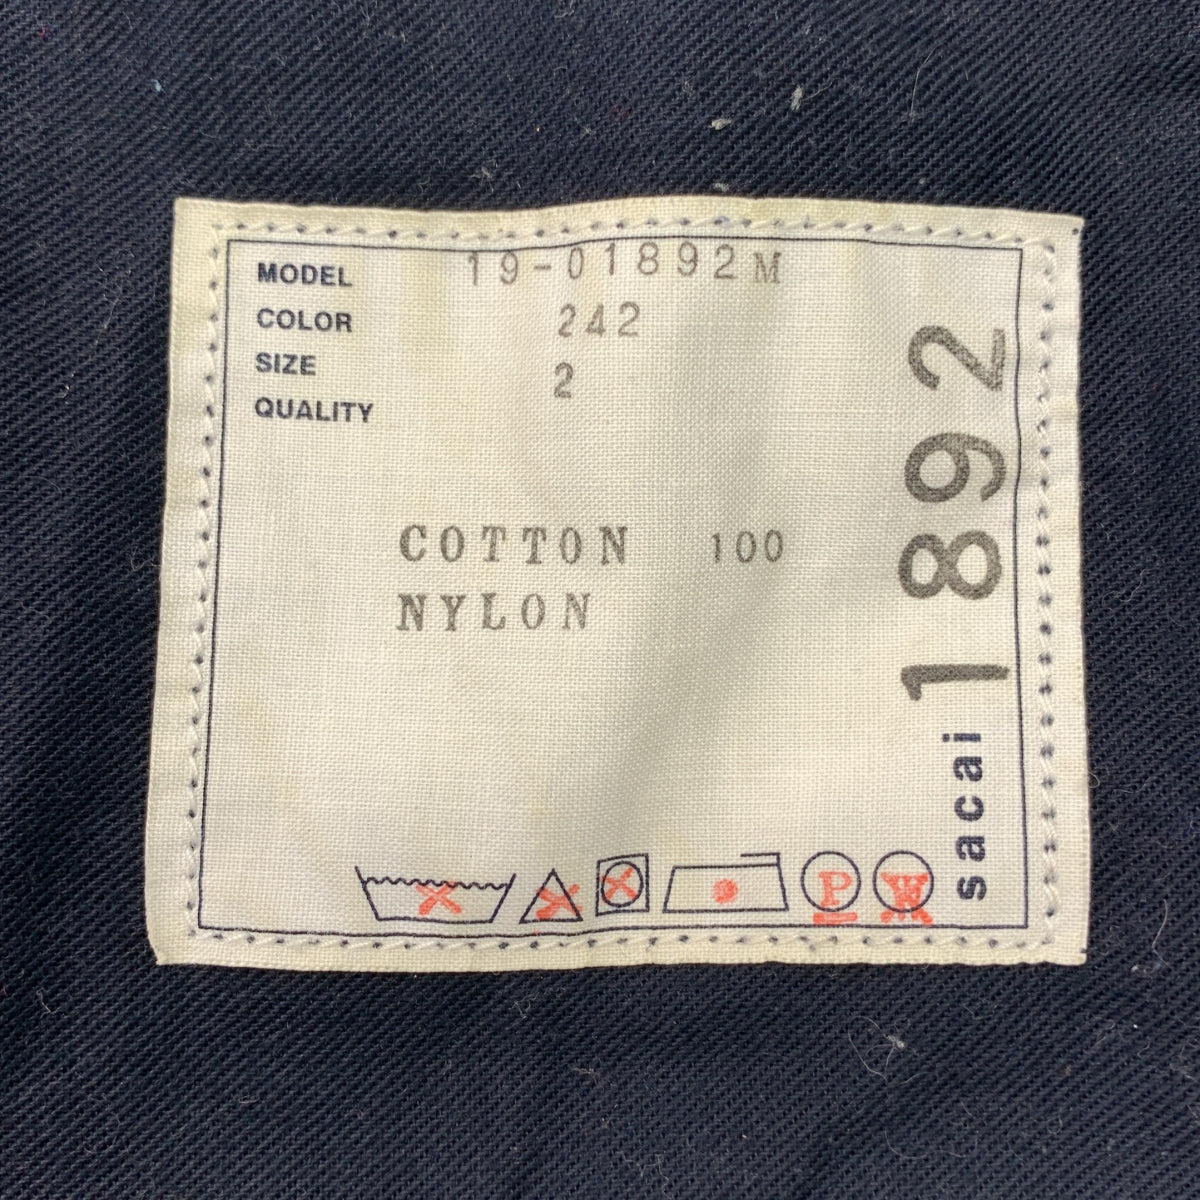 MODEL 19-01892M
COLOR 242
SIZE 2
QUALITY
COTTON 100
NYLON
P
W
sacai 1892